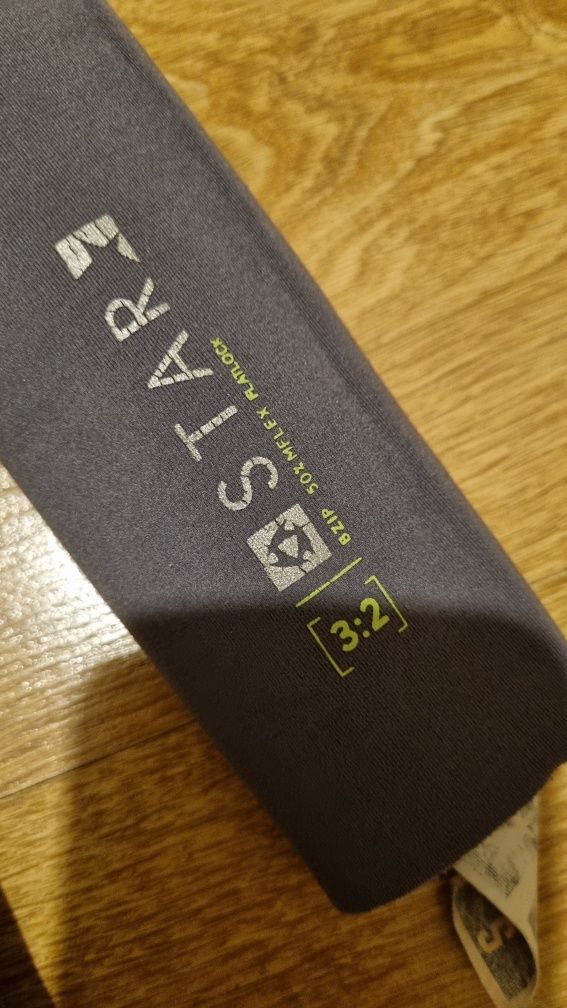 [3:2]
STAR
BZIP 50% MFLEX FLATLOCK
S